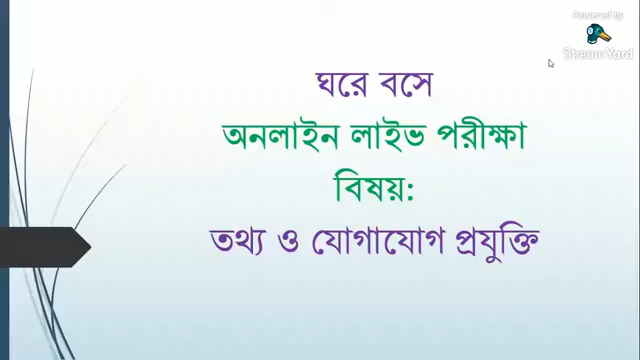 Powered by
StreamYard
ঘরে বসে
অনলাইন লাইভ পরীক্ষা
বিষয়:
তথ্য ও যোগাযোগ প্রযুক্তি